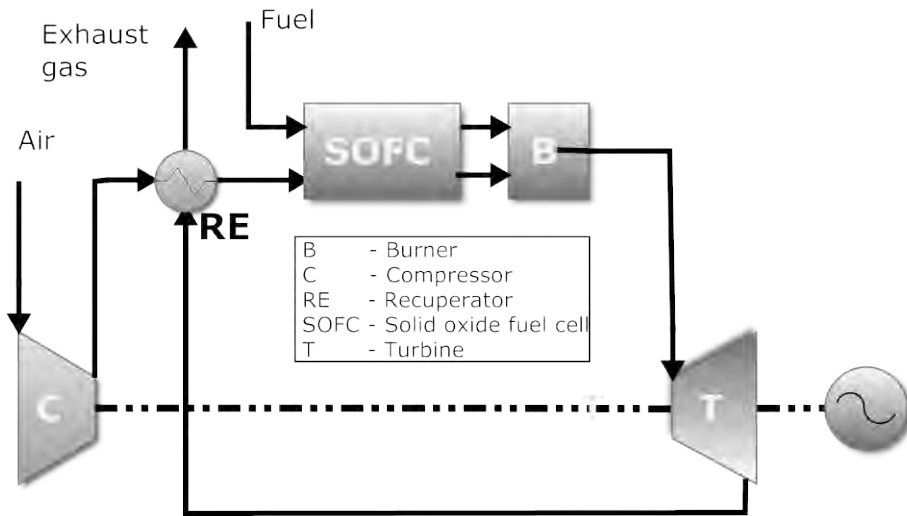 Fuel
Exhaust
gas
Air
SOFC
B
RE
B - Burner
C - Compressor
RE - Recuperator
SOFC - Solid oxide fuel cell
T - Turbine
C
T
T